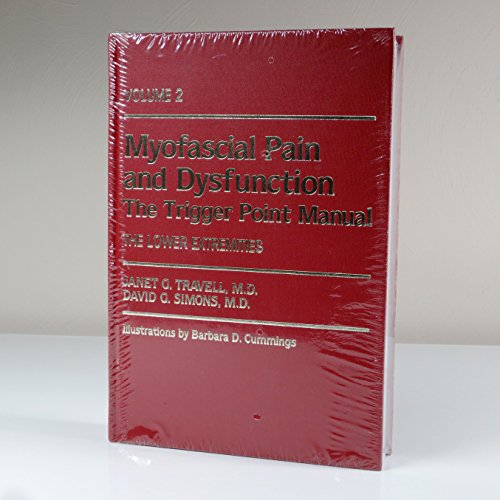 VOLUME 2
Myofascial Pain
and Dysfunction
The Trigger Point Manual
THE LOWER EXTREMITIES
JANET G. TRAVELL, M.D.
DAVID G. SIMONS, M.D.
Illustrations by Barbara D. Cummings